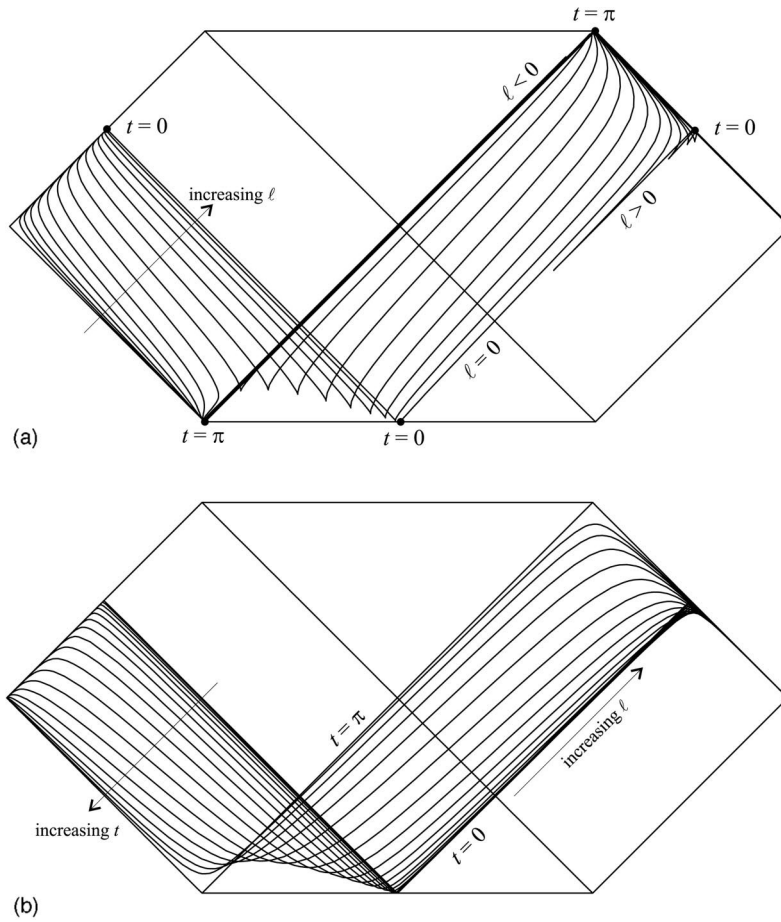 t = π
ℓ < 0
t = 0
t = 0
increasing ℓ
ℓ > 0
ℓ = 0
t = π
t = 0
(a)
t = π
increasing ℓ
t = 0
increasing t
(b)